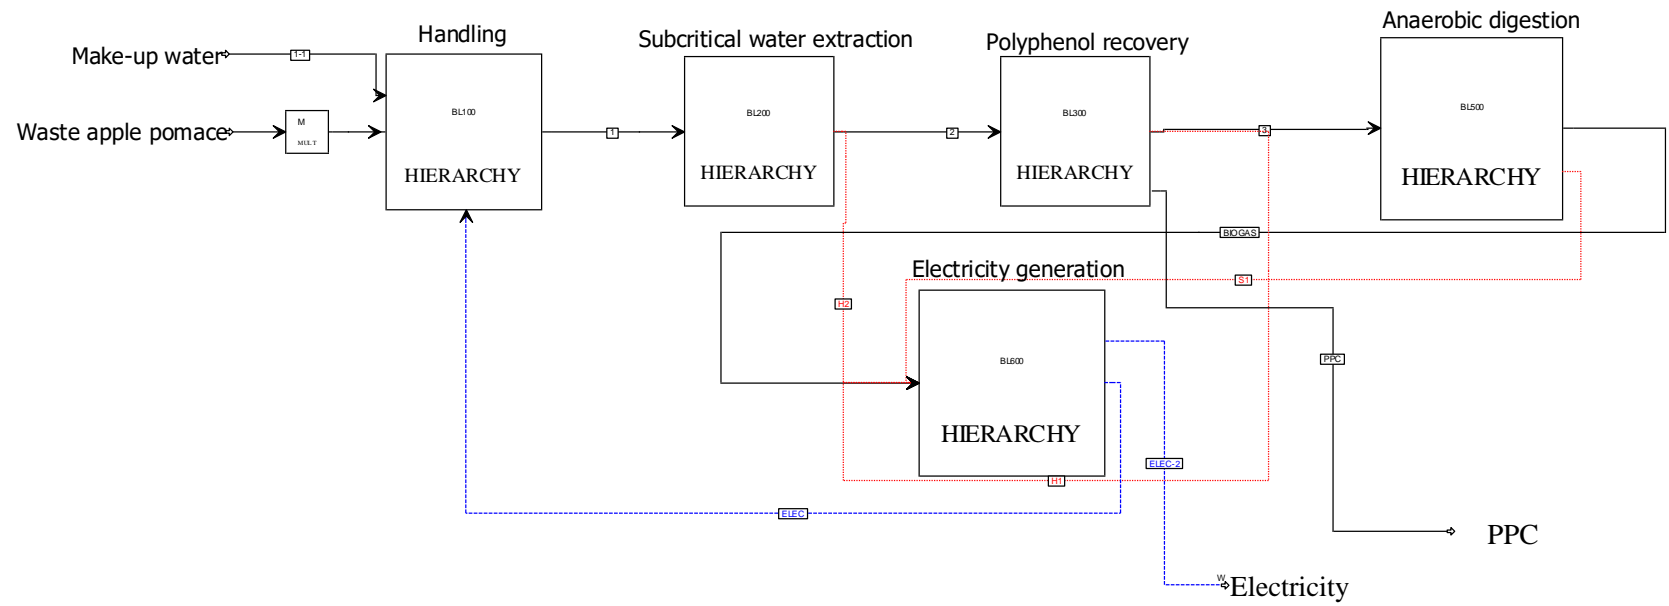 Anaerobic digestion
Handling
Subcritical water extraction
Polyphenol recovery
Make-up water
1-1
BL100
BL200
BL300
BL500
Waste apple pomace
M
MULT
1
2
3
HIERARCHY
HIERARCHY
HIERARCHY
HIERARCHY
BIOGAS
Electricity generation
S1
H2
BL600
PPC
HIERARCHY
ELEC-2
H1
ELEC
PPC
W
Electricity